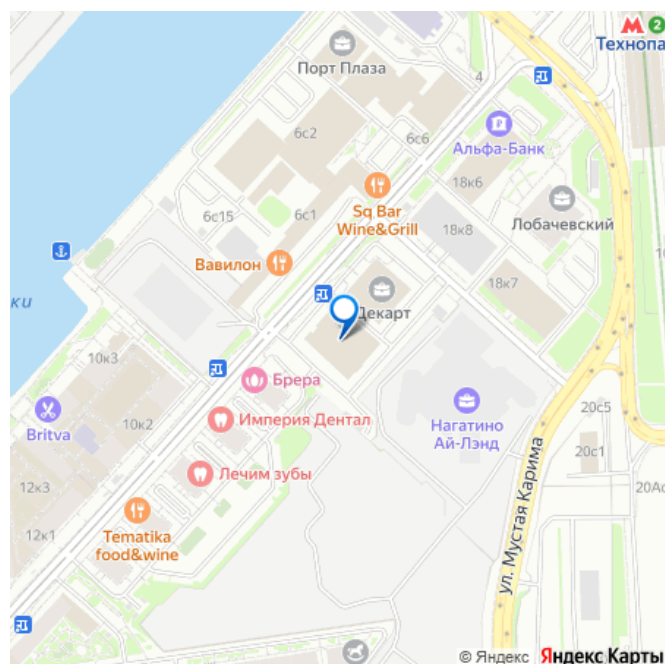 2
Технопа
Порт Плаза
4
6с2
6с6
Альфа-Банк
18к6
Sq Bar
Wine&Grill
6с15
6с1
18к8
Лобачевский
Вавилон
18к7
Декарт
ки
10к3
Брера
Britva
10к2
Империя Дентал
Нагатино
Ай-Лэнд
20с5
20с1
Лечим зубы
12к3
20Ас
12к1
Tematika
food&wine
ул. Мустая Карима
© Яндекс Яндекс Карты